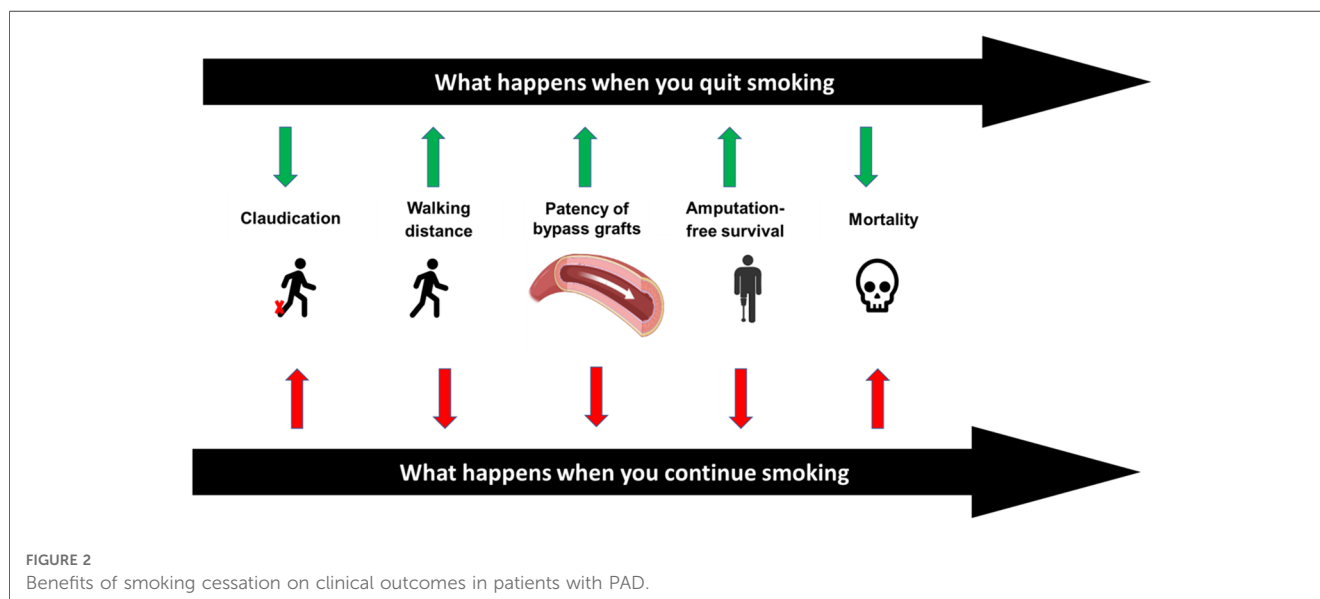 What happens when you quit smoking
Claudication
Walking
distance
Patency of
bypass grafts
Amputation-
free survival
Mortality
What happens when you continue smoking
FIGURE 2
Benefits of smoking cessation on clinical outcomes in patients with PAD.